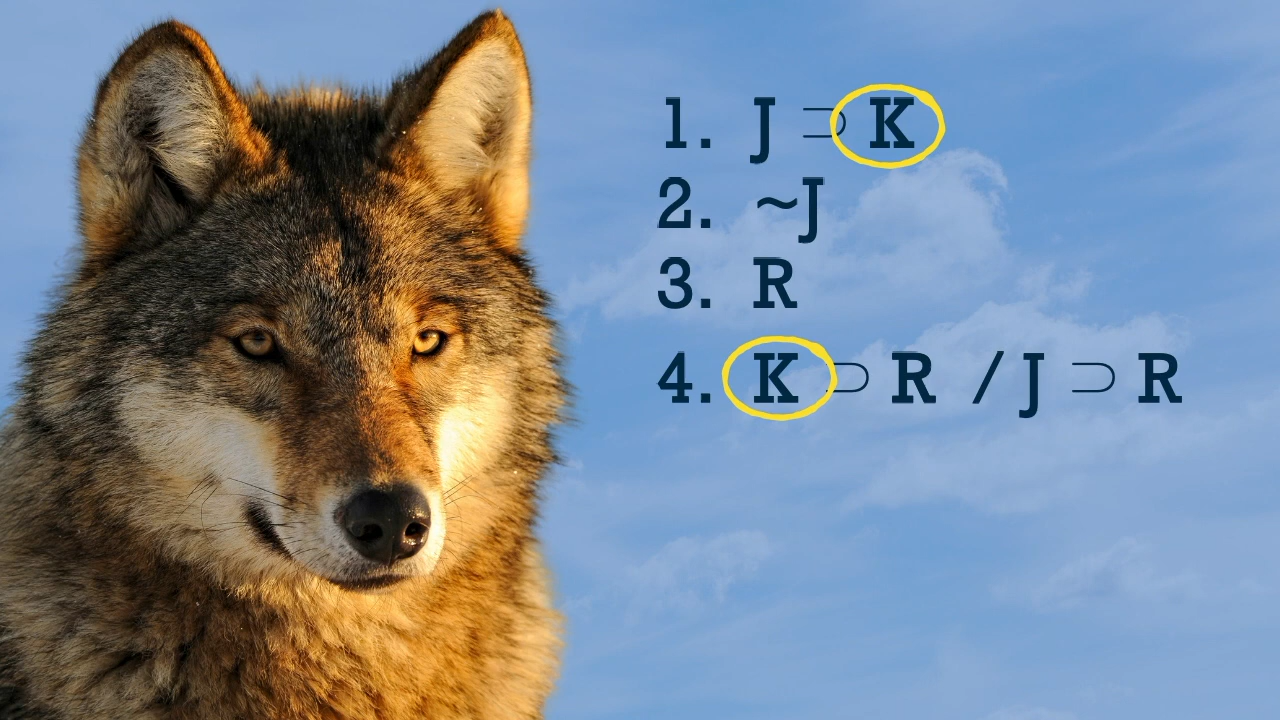 1. J ⊃ K
2. ~J
3. R
4. K ⊃ R / J ⊃ R